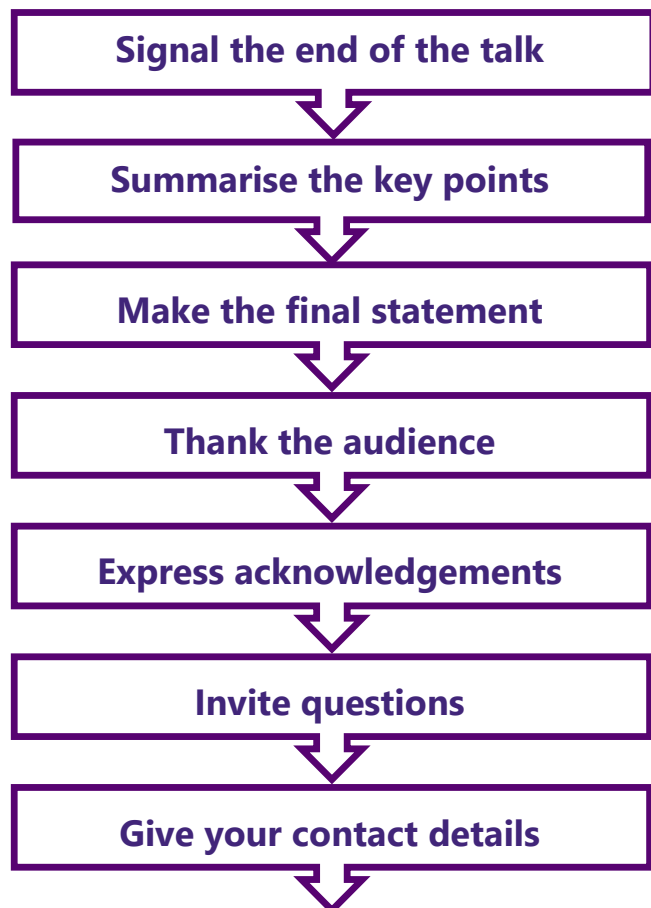 Signal the end of the talk
Summarise the key points
Make the final statement
Thank the audience
Express acknowledgements
Invite questions
Give your contact details